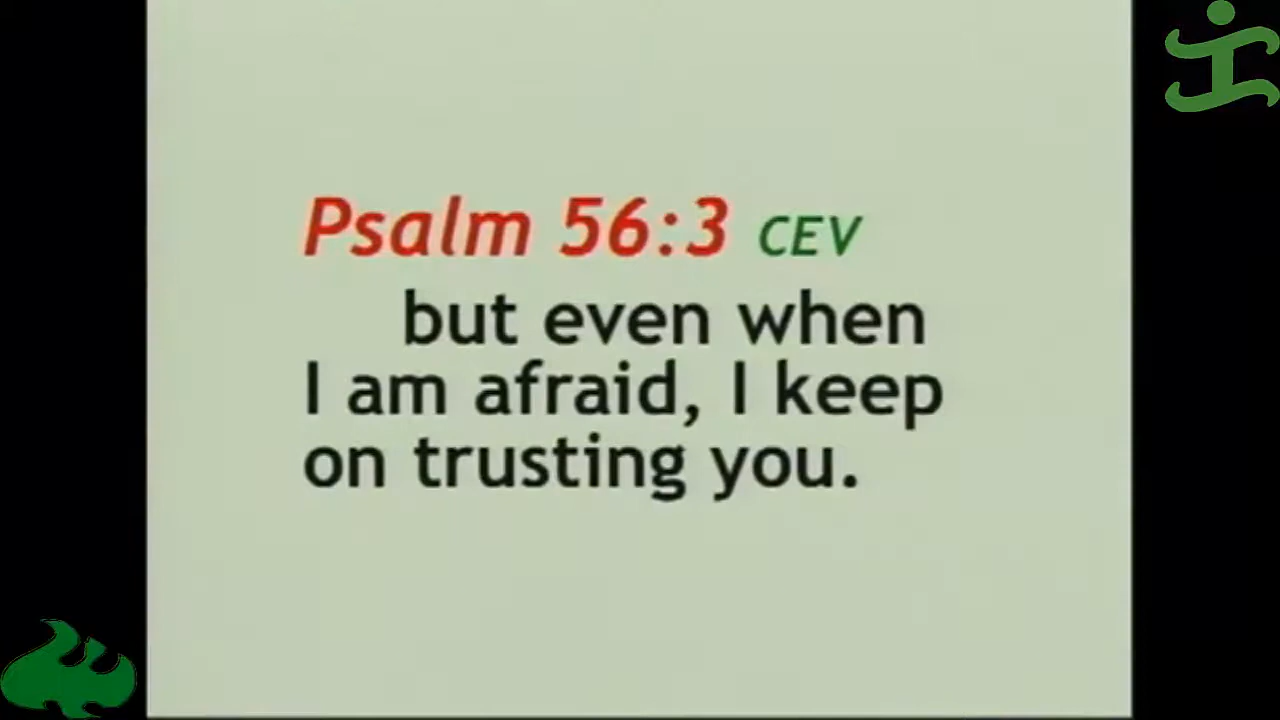 Psalm 56:3 CEV
but even when
I am afraid, I keep
on trusting you.